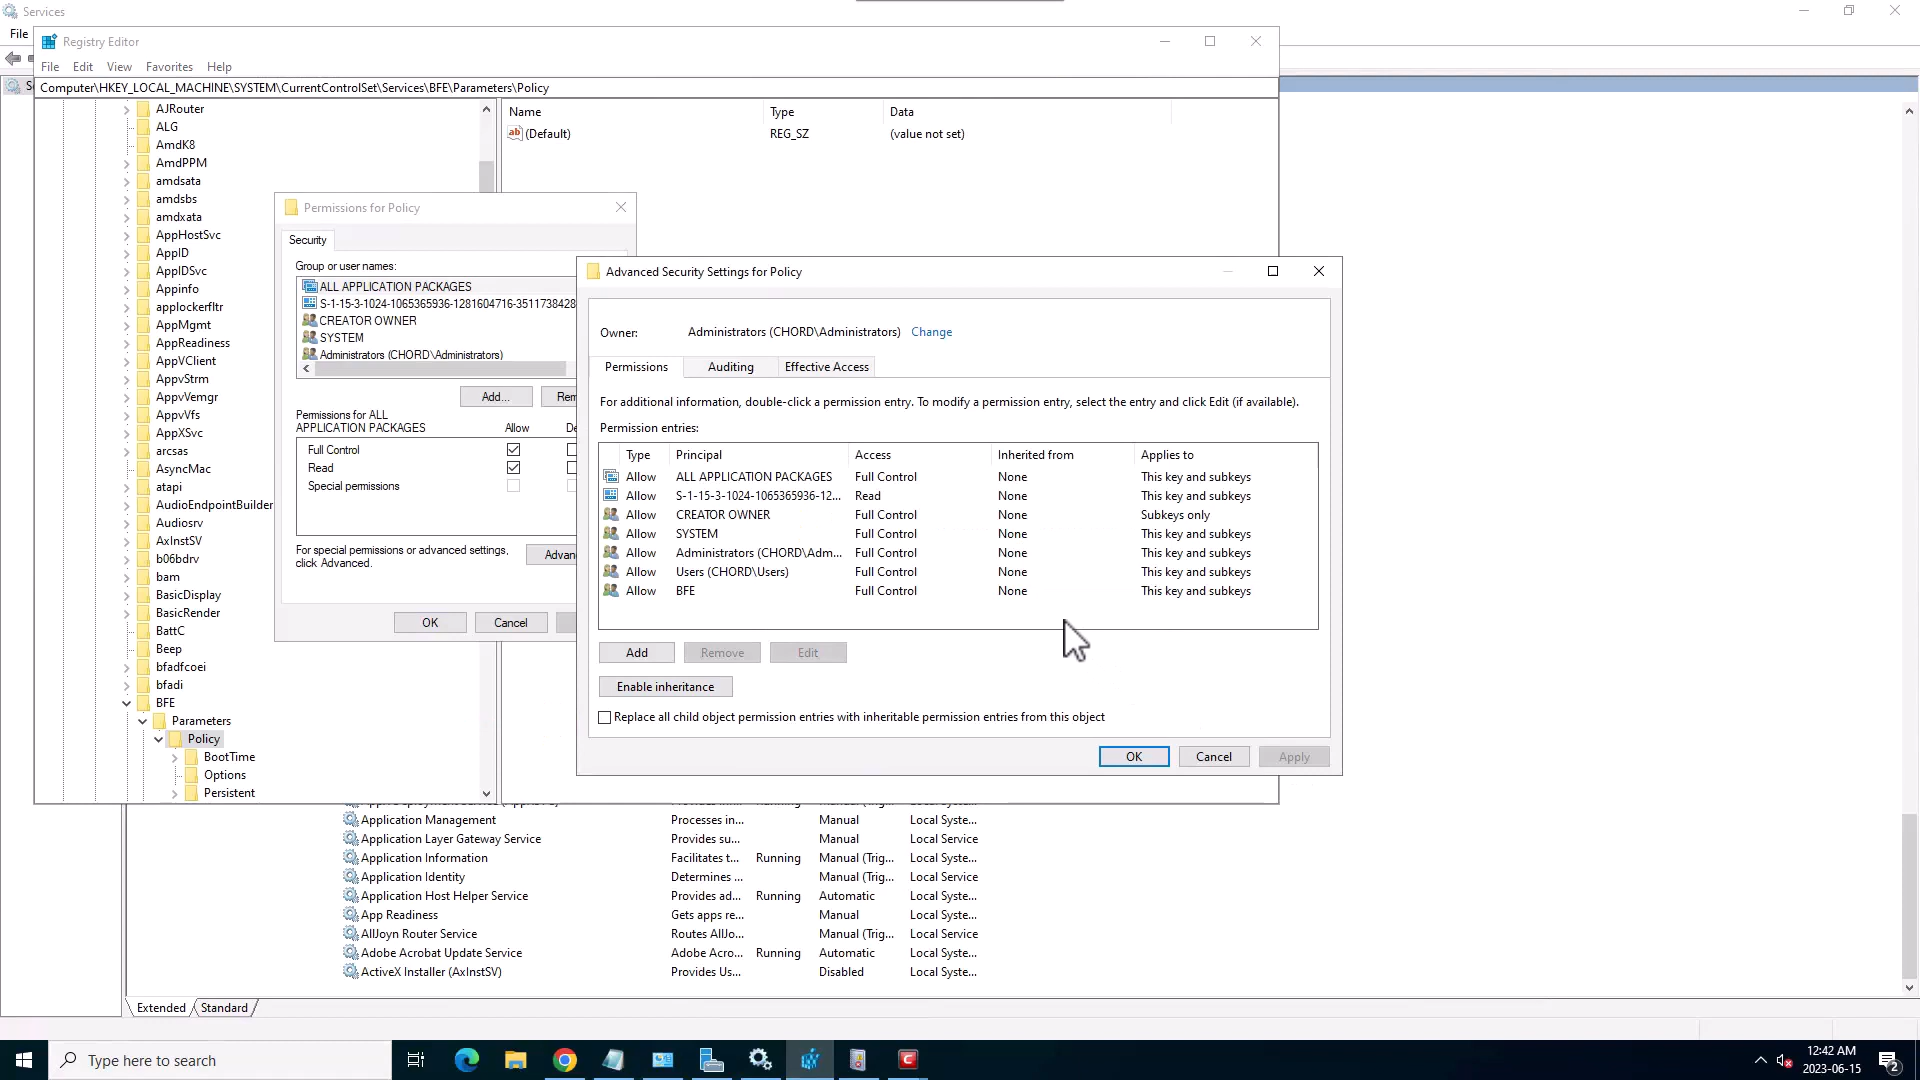 Services
File
Registry Editor
File Edit View Favorites Help
Computer\HKEY_LOCAL_MACHINE\SYSTEM\CurrentControlSet\Services\BFE\Parameters\Policy
AJRouter
ALG
AmdK8
AmdPPM
amdsata
amdsbs
amdxata
AppHostSvc
AppID
AppIDSvc
Appinfo
applockerfltr
AppMgmt
AppReadiness
AppVClient
AppvStrm
AppvVemgr
AppvVfs
AppXSvc
arcsas
AsyncMac
atapi
AudioEndpointBuilder
Audiosrv
AxInstSV
b06bdrv
bam
BasicDisplay
BasicRender
BattC
Beep
bfadfcoei
bfadi
BFE
Parameters
Policy
BootTime
Options
Persistent
Name Type Data
(Default) REG_SZ (value not set)
Permissions for Policy
Security
Group or user names:
ALL APPLICATION PACKAGES
S-1-15-3-1024-1065365936-1281604716-3511738428
CREATOR OWNER
SYSTEM
Administrators (CHORD\Administrators)
Add... Rem
Permissions for ALL
APPLICATION PACKAGES Allow De
Full Control
Read
Special permissions
For special permissions or advanced settings,
click Advanced. Advan
OK Cancel
Advanced Security Settings for Policy
Owner: Administrators (CHORD\Administrators) Change
Permissions Auditing Effective Access
For additional information, double-click a permission entry. To modify a permission entry, select the entry and click Edit (if available).
Permission entries:
Type Principal Access Inherited from Applies to
Allow ALL APPLICATION PACKAGES Full Control None This key and subkeys
Allow S-1-15-3-1024-1065365936-12... Read None This key and subkeys
Allow CREATOR OWNER Full Control None Subkeys only
Allow SYSTEM Full Control None This key and subkeys
Allow Administrators (CHORD\Adm... Full Control None This key and subkeys
Allow Users (CHORD\Users) Full Control None This key and subkeys
Allow BFE Full Control None This key and subkeys
Add Remove Edit
Enable inheritance
Replace all child object permission entries with inheritable permission entries from this object
OK Cancel Apply
Application Management Processes in... Manual Local Syste...
Application Layer Gateway Service Provides su... Manual Local Service
Application Information Facilitates t... Running Manual (Trig... Local Syste...
Application Identity Determines ... Manual (Trig... Local Service
Application Host Helper Service Provides ad... Running Automatic Local Syste...
App Readiness Gets apps re... Manual Local Syste...
AllJoyn Router Service Routes AllJo... Manual (Trig... Local Service
Adobe Acrobat Update Service Adobe Acro... Running Automatic Local Syste...
ActiveX Installer (AxInstSV) Provides Us... Disabled Local Syste...
Extended Standard
Type here to search
12:42 AM
2023-06-15
2